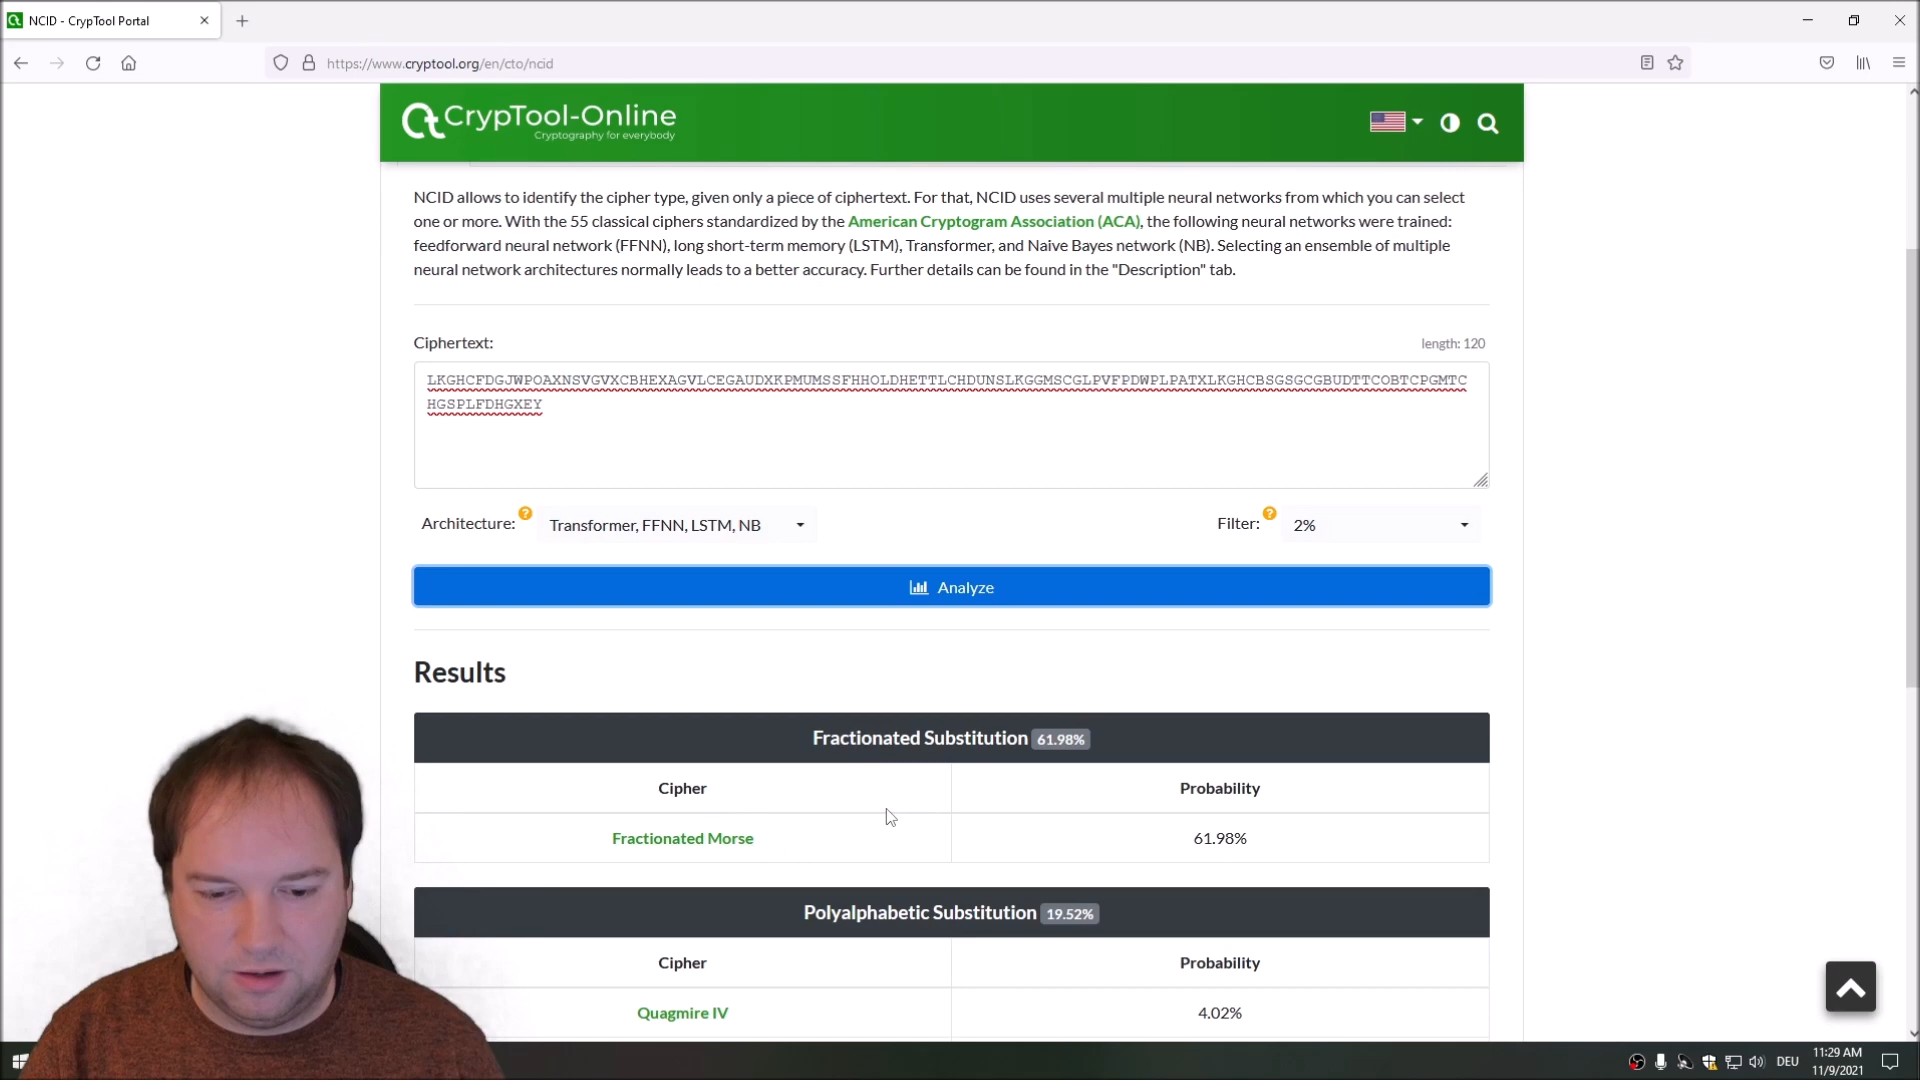 NCID - CrypTool Portal
https://www.cryptool.org/en/cto/ncid
CrypTool-Online
Cryptography for everybody
NCID allows to identify the cipher type, given only a piece of ciphertext. For that, NCID uses several multiple neural networks from which you can select
one or more. With the 55 classical ciphers standardized by the American Cryptogram Association (ACA), the following neural networks were trained:
feedforward neural network (FFNN), long short-term memory (LSTM), Transformer, and Naive Bayes network (NB). Selecting an ensemble of multiple
neural network architectures normally leads to a better accuracy. Further details can be found in the "Description" tab.
Ciphertext:
length: 120
LKGHCFDGJWPOAXNSVGVXCBHEXAGVLCEGAUDXKPMUMSSFHHOLDHETTLCHDUNSLKGGMSCGLPVFPDWPLPATXLKGHCBSGSGCGBUDTTCOBTCPGMTC
HGSPLFDHGXEY
Architecture: ?
Transformer, FFNN, LSTM, NB
Filter: ?
2%
Analyze
Results
Fractionated Substitution 61.98%
Cipher Probability
Fractionated Morse 61.98%
Polyalphabetic Substitution 19.52%
Cipher Probability
Quagmire IV 4.02%
DEU
11:29 AM
11/9/2021